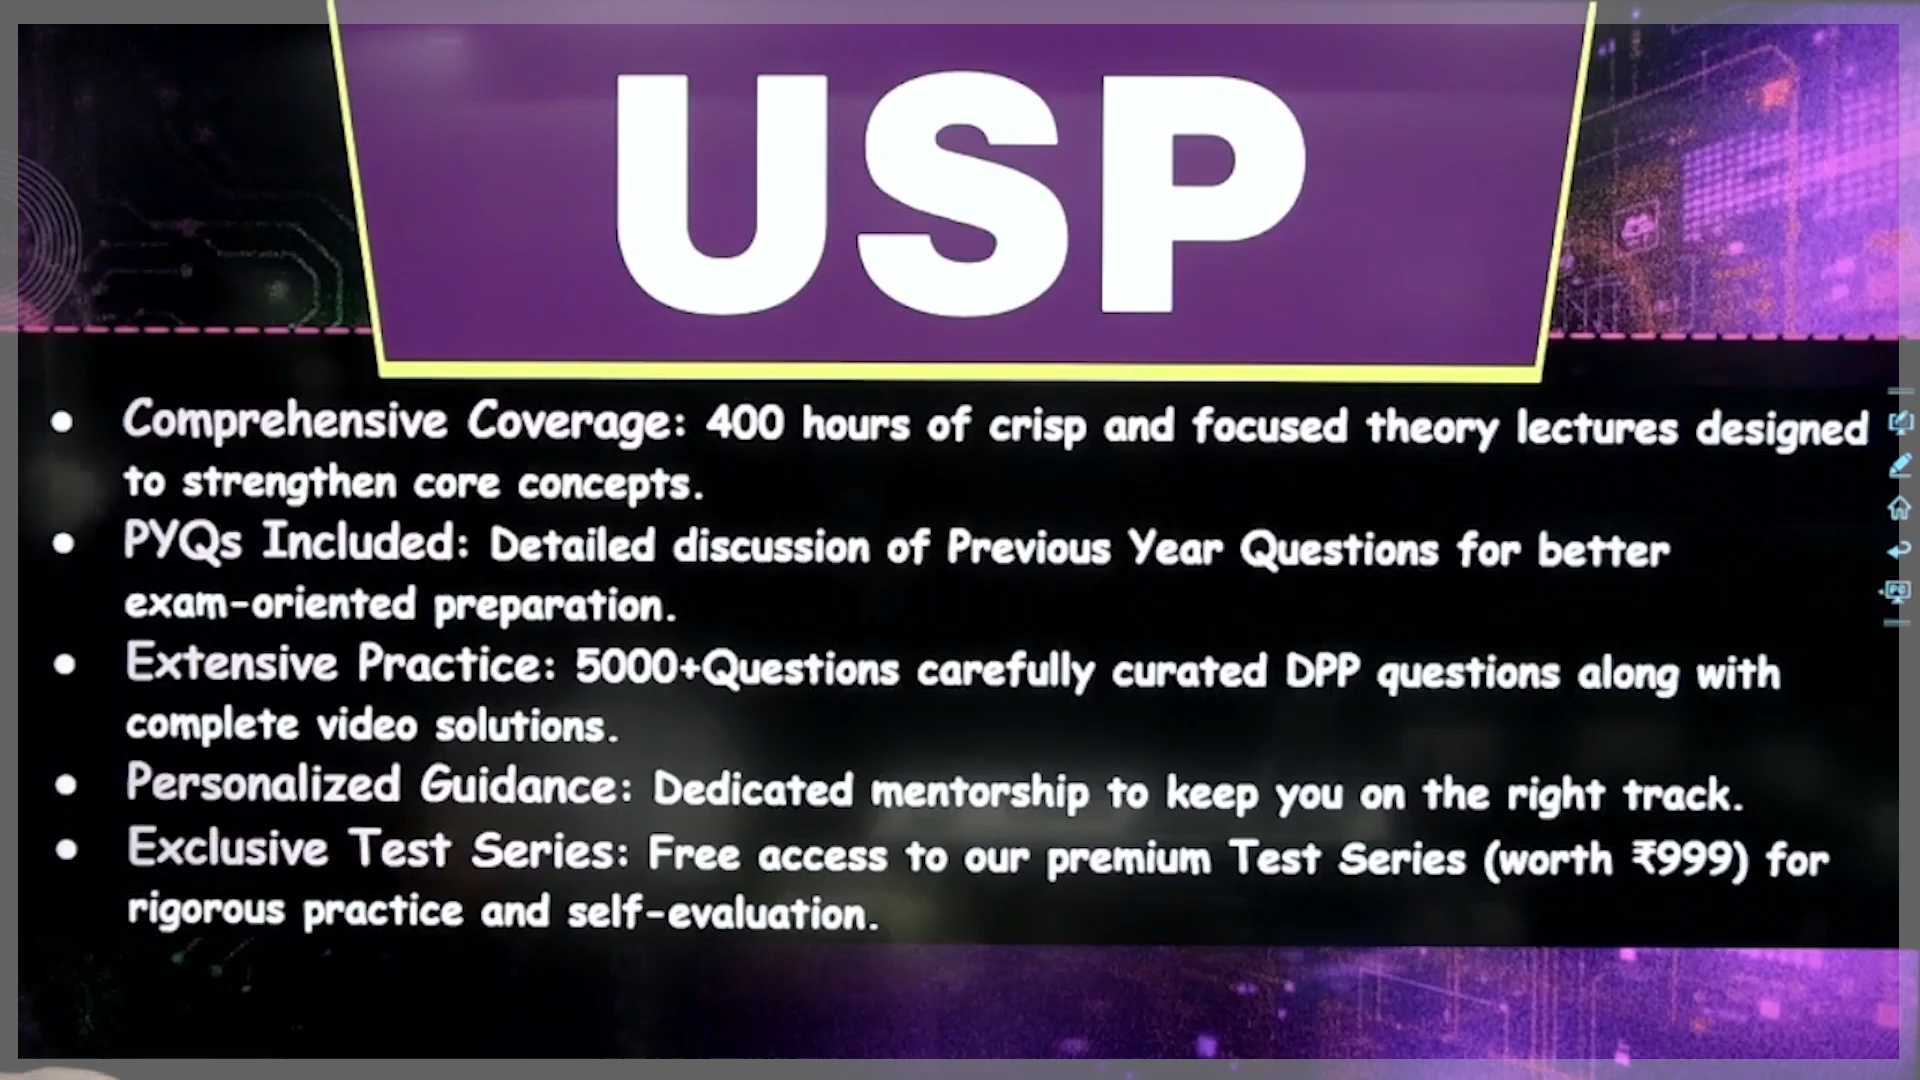 USP
• Comprehensive Coverage: 400 hours of crisp and focused theory lectures designed
to strengthen core concepts.
• PYQs Included: Detailed discussion of Previous Year Questions for better
exam-oriented preparation.
• Extensive Practice: 5000+Questions carefully curated DPP questions along with
complete video solutions.
• Personalized Guidance: Dedicated mentorship to keep you on the right track.
• Exclusive Test Series: Free access to our premium Test Series (worth ₹999) for
rigorous practice and self-evaluation.
PC